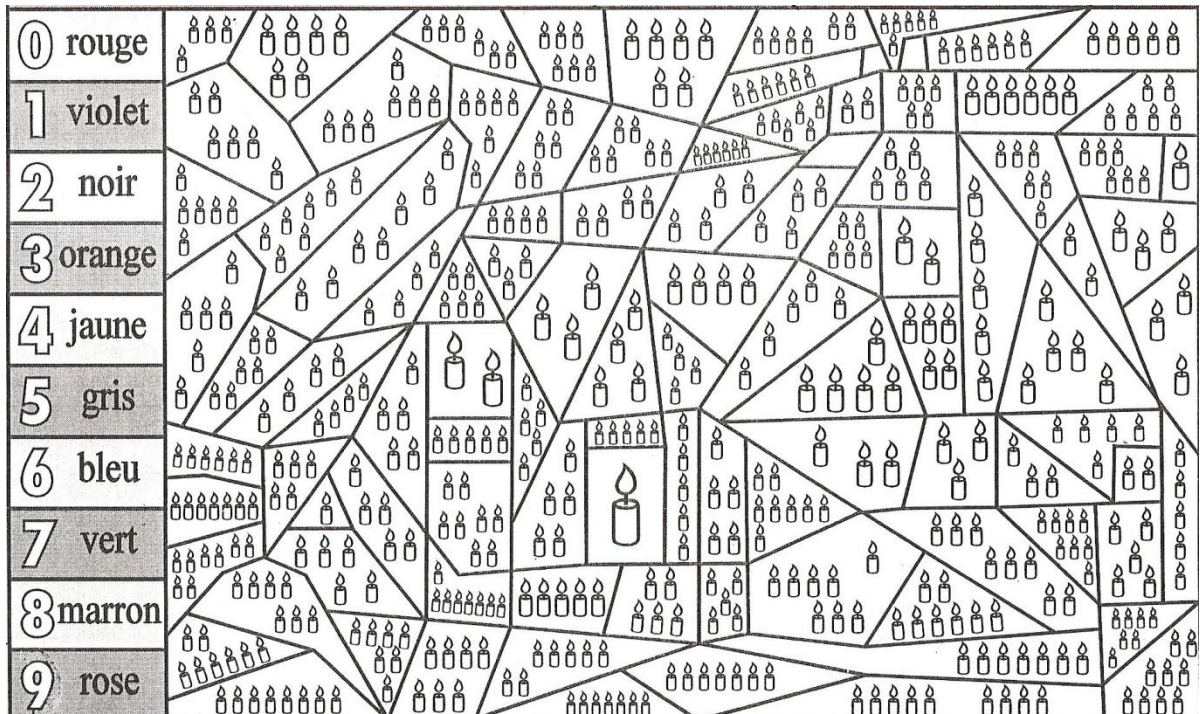 0 rouge
1 violet
2 noir
3 orange
4 jaune
5 gris
6 bleu
7 vert
8 marron
9 rose